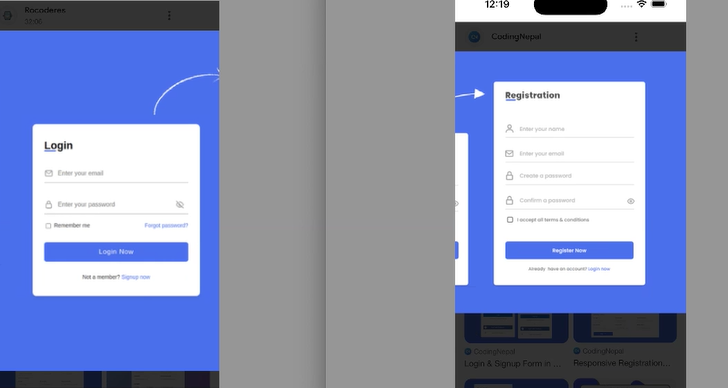 Rocoderes
20:00
Login
Enter your email
Enter your password
Remember me
Forgot password?
Login Now
Not a member? Signup now
12:19
CodingNepal
Registration
Enter your name
Enter your email
Create a password
Confirm a password
I accept all terms & conditions
Register Now
Already have an account? Login now
CodingNepal
Login & Signup Form in ...
CodingNepal
Responsive Registration...